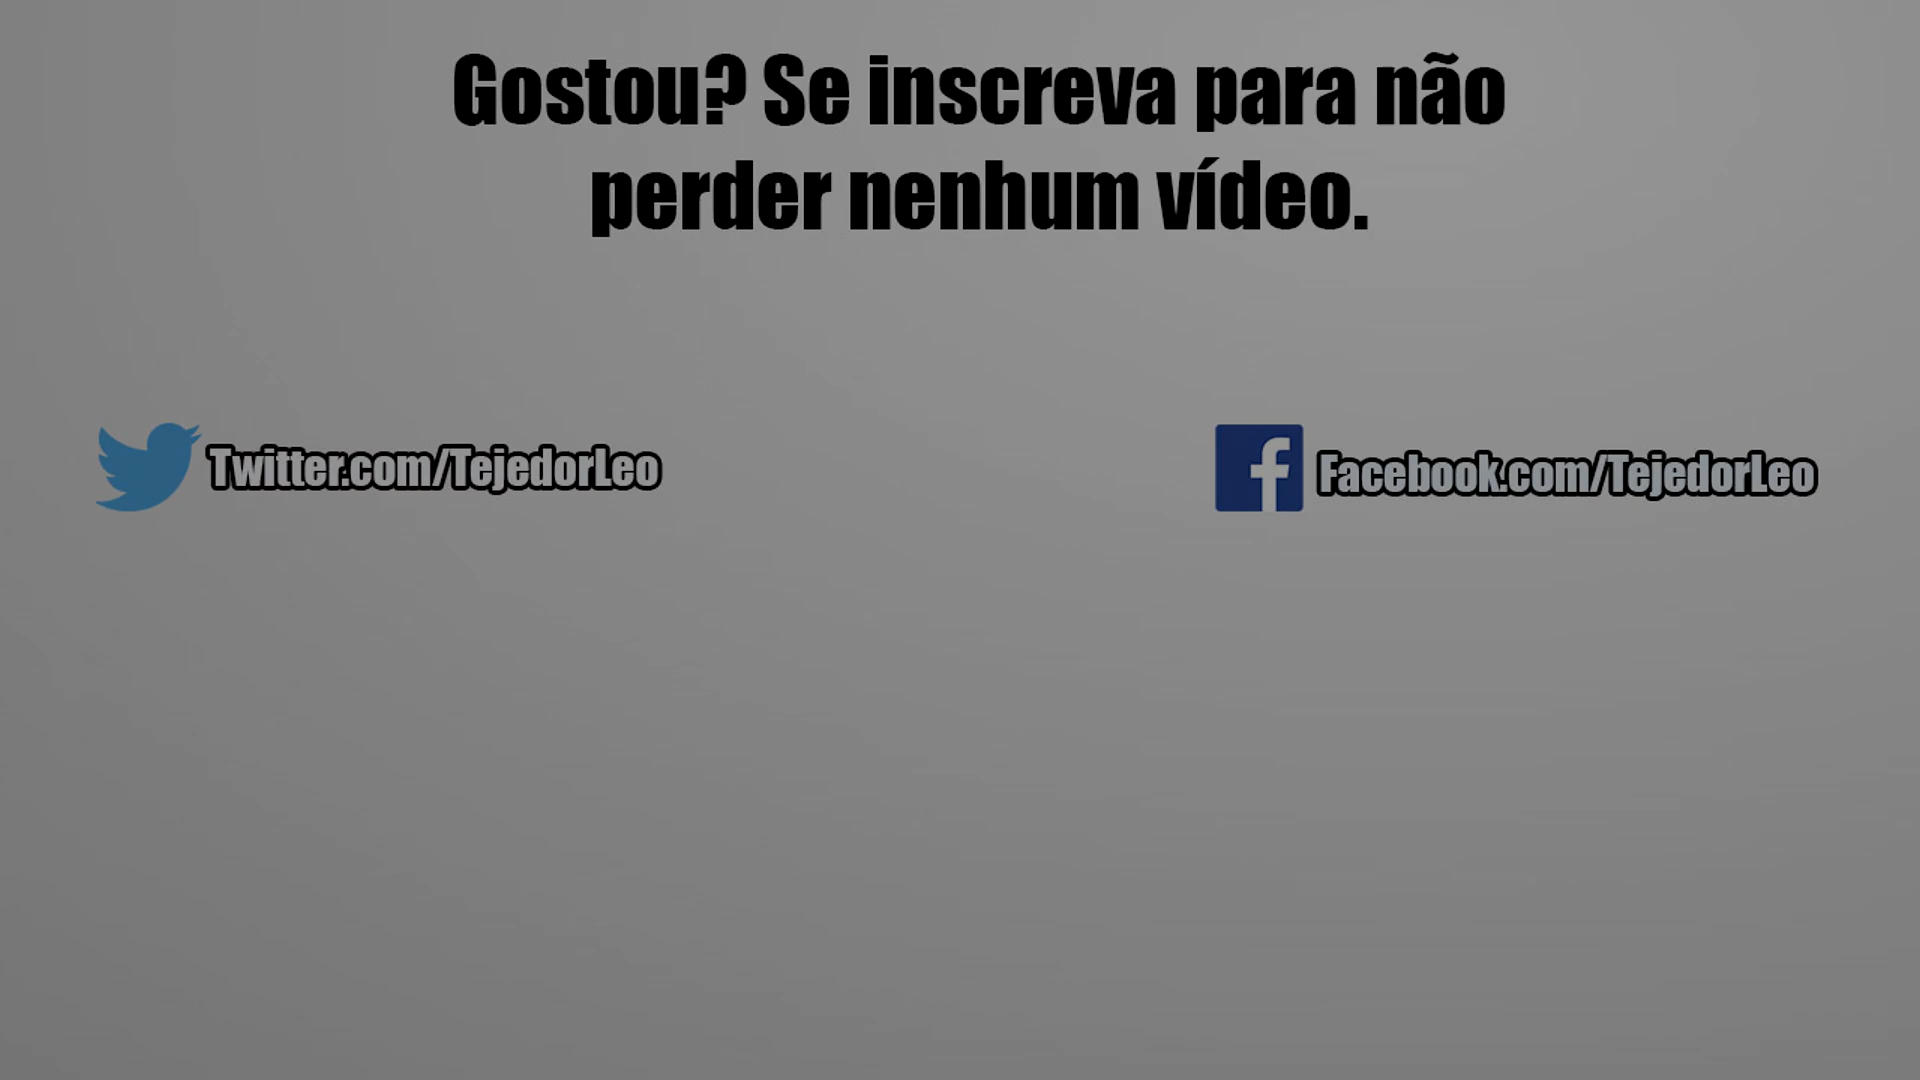 Gostou? Se inscreva para não
perder nenhum vídeo.
Twitter.com/TejedorLeo
Facebook.com/TejedorLeo